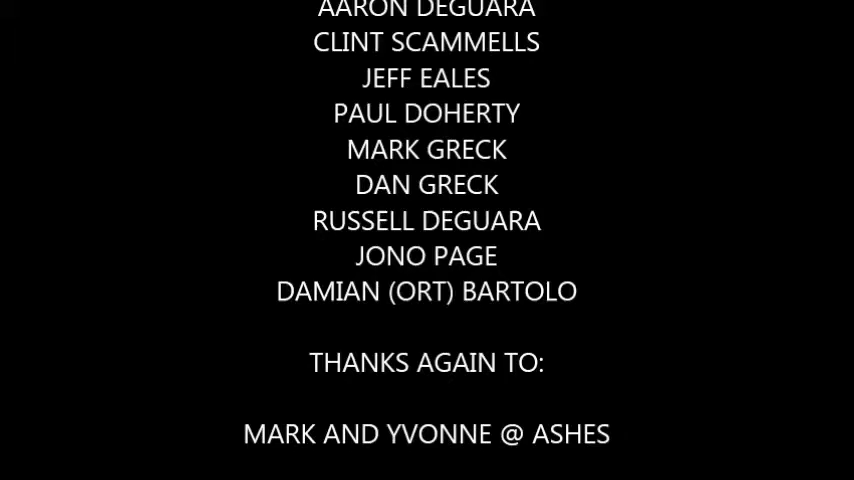 AARON DEGUARA
CLINT SCAMMELLS
JEFF EALES
PAUL DOHERTY
MARK GRECK
DAN GRECK
RUSSELL DEGUARA
JONO PAGE
DAMIAN (ORT) BARTOLO
THANKS AGAIN TO:
MARK AND YVONNE @ ASHES